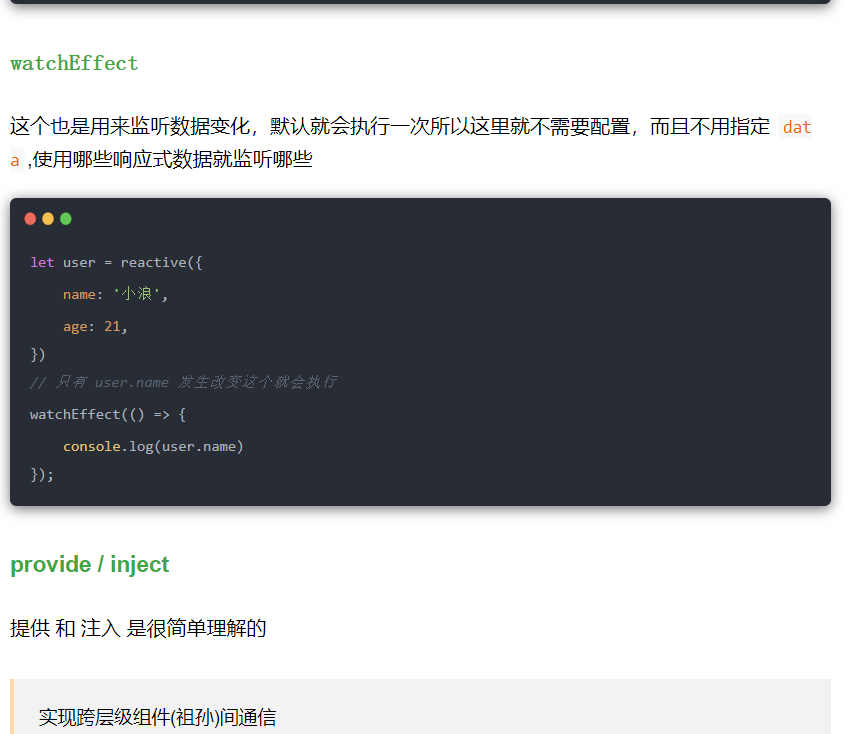 watchEffect
这个也是用来监听数据变化，默认就会执行一次所以这里就不需要配置，而且不用指定 dat
a ,使用哪些响应式数据就监听哪些
let user = reactive({
    name: '小浪',
    age: 21,
})
// 只有 user.name 发生改变这个就会执行
watchEffect(() => {
    console.log(user.name)
});
provide / inject
提供 和 注入 是很简单理解的
实现跨层级组件(祖孙)间通信